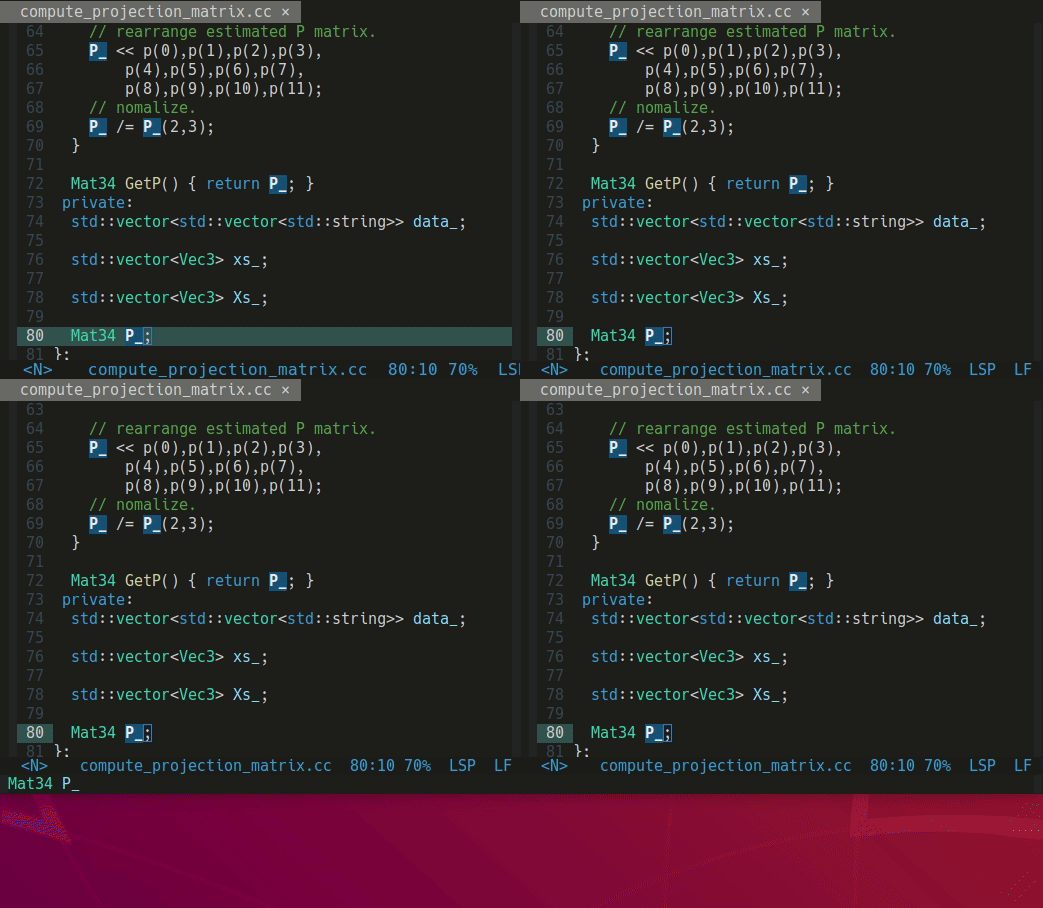 compute_projection_matrix.cc ×
64 // rearrange estimated P matrix.
65 P_ << p(0),p(1),p(2),p(3),
66 p(4),p(5),p(6),p(7),
67 p(8),p(9),p(10),p(11);
68 // nomalize.
69 P_ /= P_(2,3);
70 }
71
72 Mat34 GetP() { return P_; }
73 private:
74 std::vector<std::vector<std::string>> data_;
75
76 std::vector<Vec3> xs_;
77
78 std::vector<Vec3> Xs_;
79
80 Mat34 P_;
81 };
<N> compute_projection_matrix.cc 80:10 70% LS
compute_projection_matrix.cc ×
64 // rearrange estimated P matrix.
65 P_ << p(0),p(1),p(2),p(3),
66 p(4),p(5),p(6),p(7),
67 p(8),p(9),p(10),p(11);
68 // nomalize.
69 P_ /= P_(2,3);
70 }
71
72 Mat34 GetP() { return P_; }
73 private:
74 std::vector<std::vector<std::string>> data_;
75
76 std::vector<Vec3> xs_;
77
78 std::vector<Vec3> Xs_;
79
80 Mat34 P_;
81 };
<N> compute_projection_matrix.cc 80:10 70% LSP LF
compute_projection_matrix.cc ×
63
64 // rearrange estimated P matrix.
65 P_ << p(0),p(1),p(2),p(3),
66 p(4),p(5),p(6),p(7),
67 p(8),p(9),p(10),p(11);
68 // nomalize.
69 P_ /= P_(2,3);
70 }
71
72 Mat34 GetP() { return P_; }
73 private:
74 std::vector<std::vector<std::string>> data_;
75
76 std::vector<Vec3> xs_;
77
78 std::vector<Vec3> Xs_;
79
80 Mat34 P_;
81 };
<N> compute_projection_matrix.cc 80:10 70% LSP LF
compute_projection_matrix.cc ×
63
64 // rearrange estimated P matrix.
65 P_ << p(0),p(1),p(2),p(3),
66 p(4),p(5),p(6),p(7),
67 p(8),p(9),p(10),p(11);
68 // nomalize.
69 P_ /= P_(2,3);
70 }
71
72 Mat34 GetP() { return P_; }
73 private:
74 std::vector<std::vector<std::string>> data_;
75
76 std::vector<Vec3> xs_;
77
78 std::vector<Vec3> Xs_;
79
80 Mat34 P_;
81 };
<N> compute_projection_matrix.cc 80:10 70% LSP LF
Mat34 P_